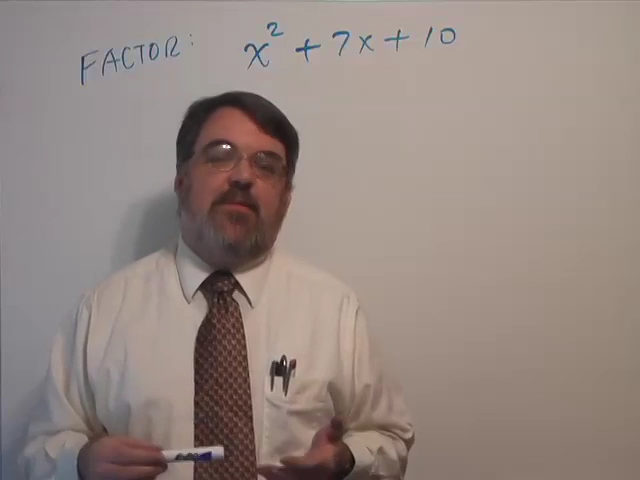 FACTOR: x² + 7x + 10